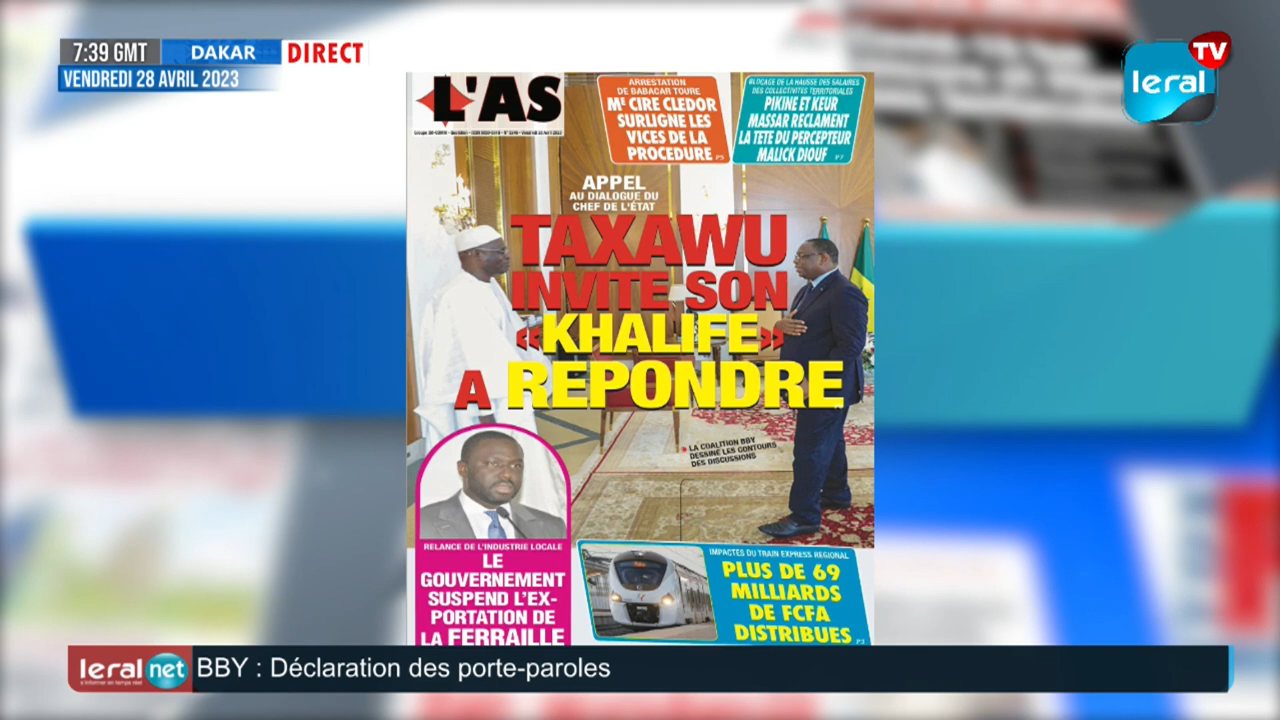 7:39 GMT
DAKAR
DIRECT
VENDREDI 28 AVRIL 2023
leral TV
L'AS
ARRESTATION
DE BABACAR TOURE
Mᵉ CIRE CLEDOR
SURLIGNE LES
VICES DE LA
PROCEDURE P5
BLOCAGE DE LA HAUSSE DES SALAIRES
DES COLLECTIVITES TERRITORIALES
PIKINE ET KEUR
MASSAR RECLAMENT
LA TETE DU PERCEPTEUR
MALICK DIOUF P7
APPEL
AU DIALOGUE DU
CHEF DE L'ÉTAT
TAXAWU
INVITE SON
«KHALIFE»
A REPONDRE
LA COALITION BBY
DESSINE LES CONTOURS
DES DISCUSSIONS
RELANCE DE L'INDUSTRIE LOCALE
LE
GOUVERNEMENT
SUSPEND L'EX-
PORTATION DE
LA FERRAILLE
IMPACTES DU TRAIN EXPRESS REGIONAL
PLUS DE 69
MILLIARDS
DE FCFA
DISTRIBUES P3
leral net
BBY : Déclaration des porte-paroles